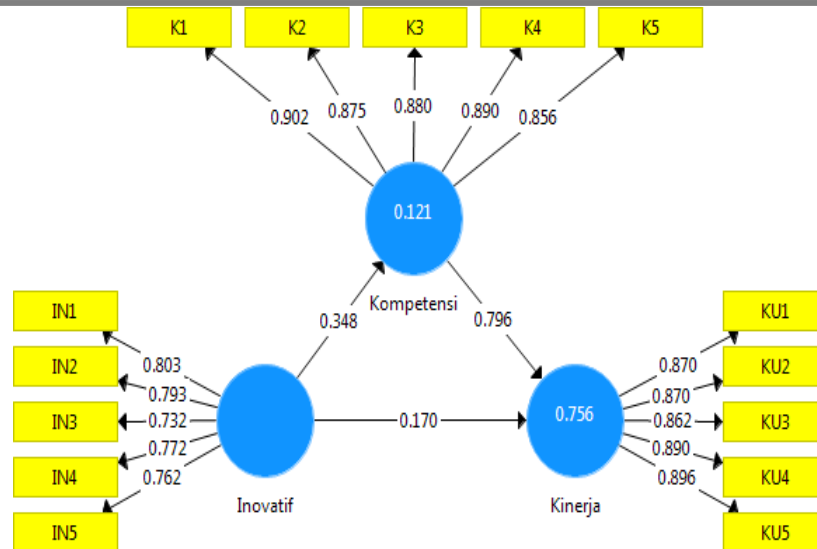 K1 K2 K3 K4 K5
0.902 0.875 0.880 0.890 0.856
0.121
Kompetensi
0.348 0.796
IN1
IN2
IN3
IN4
IN5
0.803
0.793
0.732
0.772
0.762
Inovatif
0.170
0.756
Kinerja
0.870
0.870
0.862
0.890
0.896
KU1
KU2
KU3
KU4
KU5